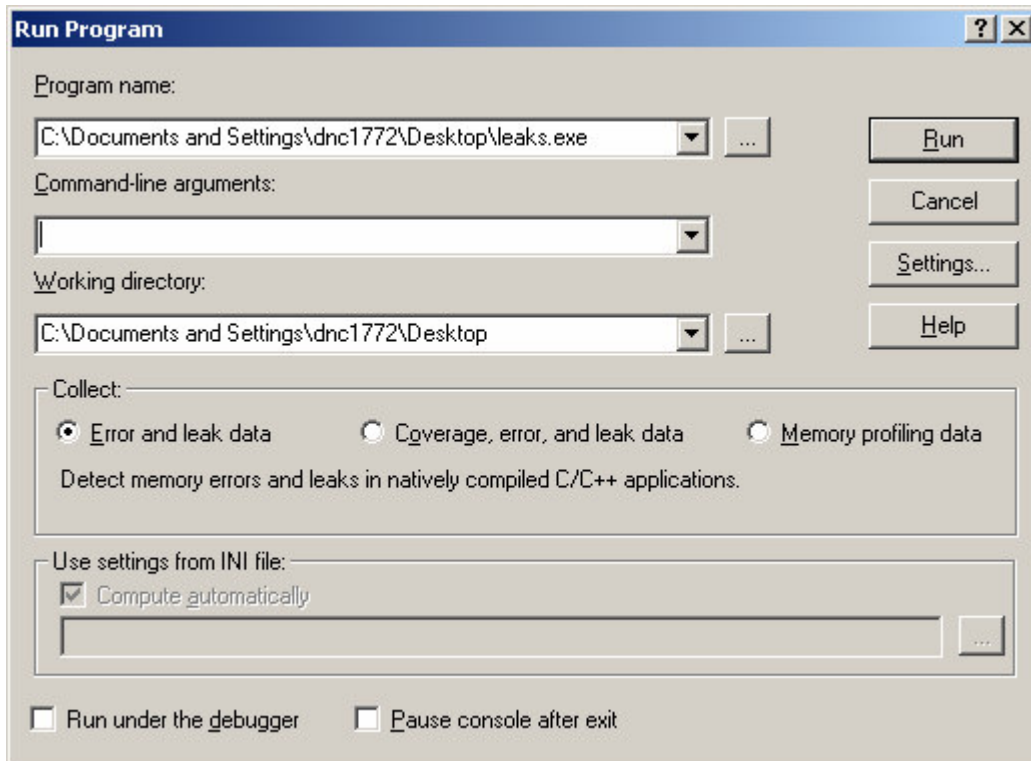 Run Program
Program name:
C:\Documents and Settings\dnc1772\Desktop\leaks.exe
...
Run
Command-line arguments:
Cancel
Settings...
Working directory:
C:\Documents and Settings\dnc1772\Desktop
...
Help
Collect:
Error and leak data
Coverage, error, and leak data
Memory profiling data
Detect memory errors and leaks in natively compiled C/C++ applications.
Use settings from INI file:
Compute automatically
...
Run under the debugger
Pause console after exit